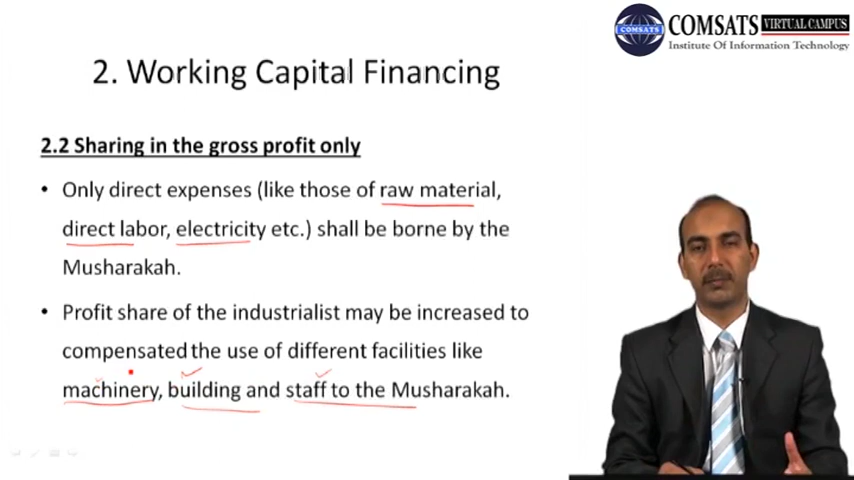 COMSATS VIRTUAL CAMPUS
COMSATS
Institute Of Information Technology
2. Working Capital Financing
2.2 Sharing in the gross profit only
• Only direct expenses (like those of raw material,
direct labor, electricity etc.) shall be borne by the
Musharakah.
• Profit share of the industrialist may be increased to
compensated the use of different facilities like
machinery, building and staff to the Musharakah.